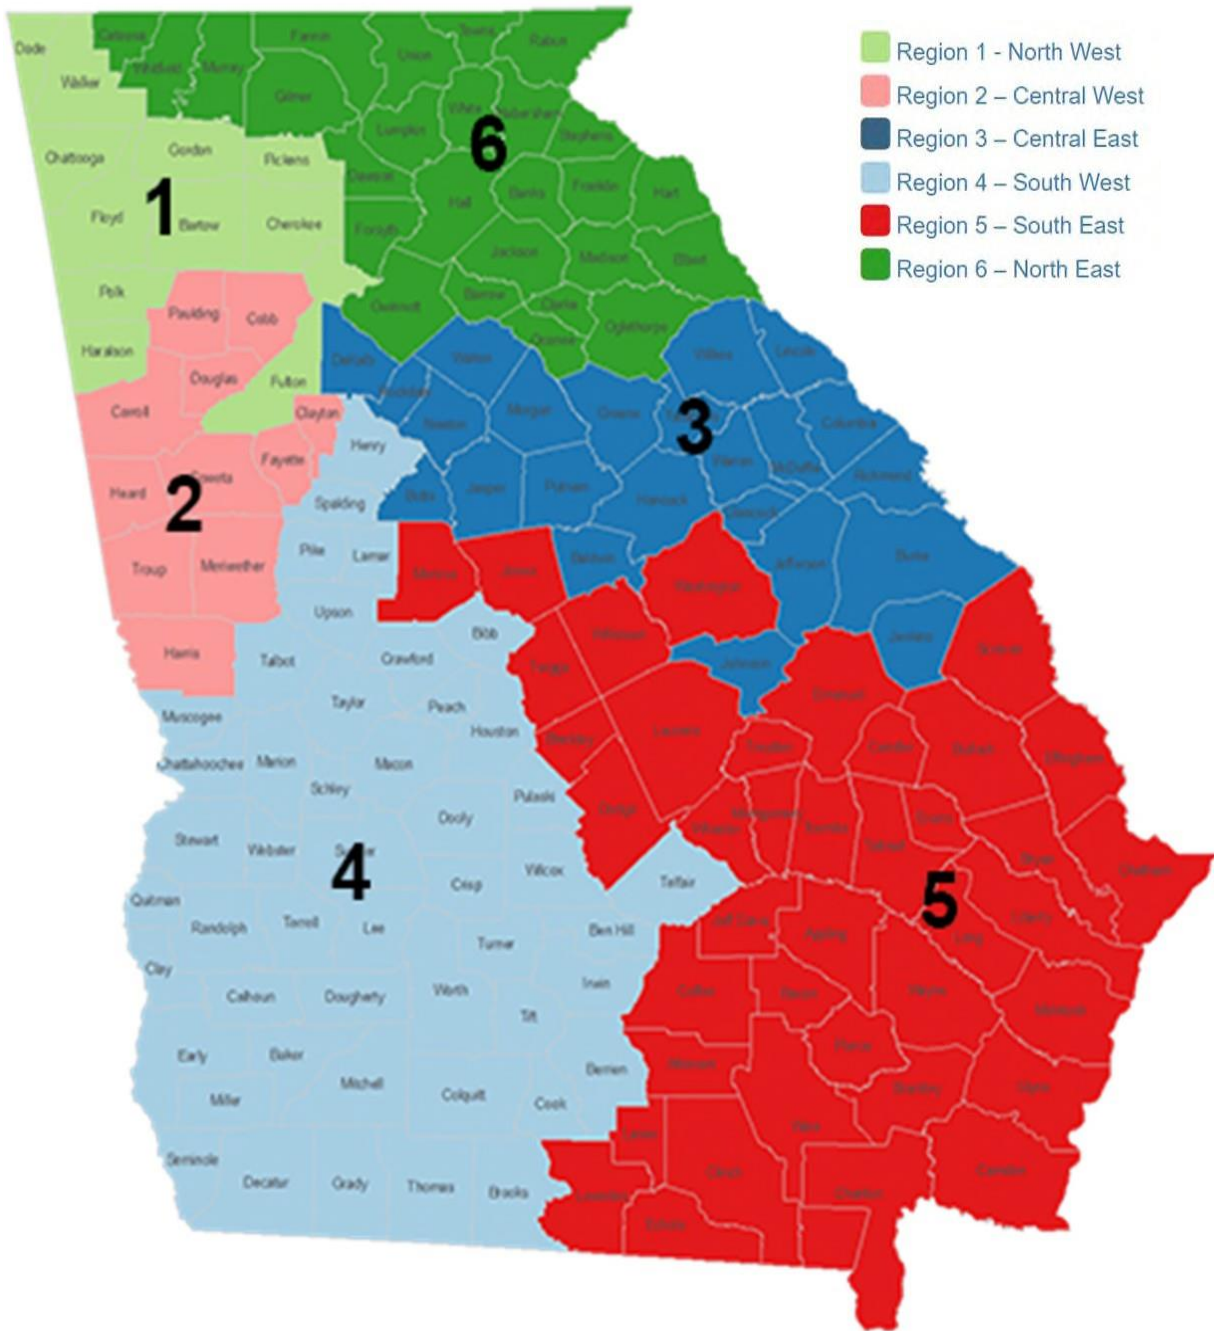 Region 1 - North West
Region 2 – Central West
Region 3 – Central East
Region 4 – South West
Region 5 – South East
Region 6 – North East
Dade
Catoosa
Whitfield
Murray
Fannin
Union
Towns
Rabun
Walker
Gilmer
White
Habersham
Lumpkin
Stephens
6
Chattooga
Gordon
Pickens
Dawson
Hall
Banks
Franklin
Hart
1
Floyd
Bartow
Cherokee
Forsyth
Jackson
Madison
Elbert
Polk
Paulding
Cobb
Gwinnett
Barrow
Clarke
Oconee
Oglethorpe
Haralson
Douglas
Fulton
DeKalb
Walton
Wilkes
Lincoln
Carroll
Clayton
Rockdale
Newton
Morgan
Greene
3
Columbia
Henry
Fayette
Warren
McDuffie
Richmond
Heard
2
Spalding
Butts
Jasper
Putnam
Hancock
Glascock
Troup
Meriwether
Pike
Lamar
Monroe
Jones
Baldwin
Washington
Jefferson
Burke
Upson
Bibb
Wilkinson
Jenkins
Screven
Harris
Talbot
Crawford
Twiggs
Johnson
Emanuel
Muscogee
Taylor
Peach
Houston
Bleckley
Laurens
Treutlen
Candler
Bulloch
Effingham
Chattahoochee
Marion
Macon
Schley
Pulaski
Dodge
Dooly
Wheeler
Montgomery
Toombs
Tattnall
Evans
Stewart
Webster
4
Crisp
Wilcox
Telfair
Bryan
Chatham
Quitman
Randolph
Terrell
Lee
Turner
Ben Hill
Jeff Davis
Appling
5
Long
Liberty
Clay
Calhoun
Dougherty
Worth
Irwin
Tift
Coffee
Bacon
Wayne
McIntosh
Early
Baker
Miller
Mitchell
Colquitt
Berrien
Cook
Atkinson
Pierce
Brantley
Glynn
Seminole
Decatur
Grady
Thomas
Brooks
Lanier
Lowndes
Clinch
Ware
Echols
Charlton
Camden